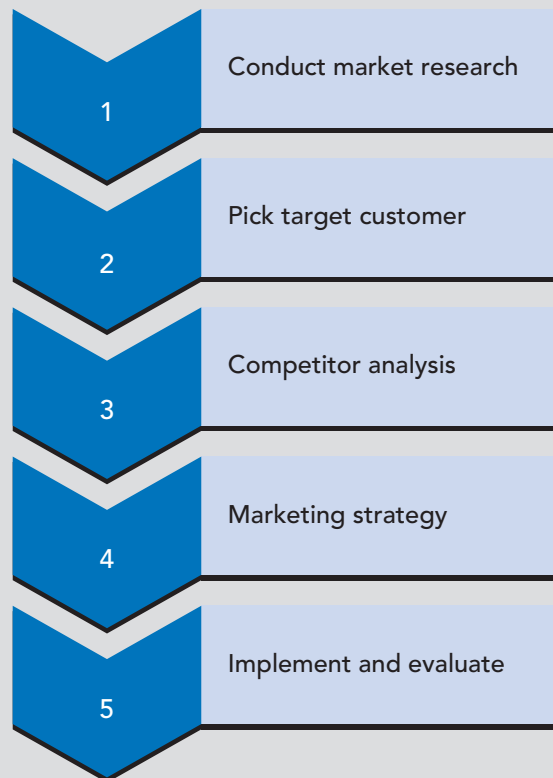 1
Conduct market research
2
Pick target customer
3
Competitor analysis
4
Marketing strategy
5
Implement and evaluate